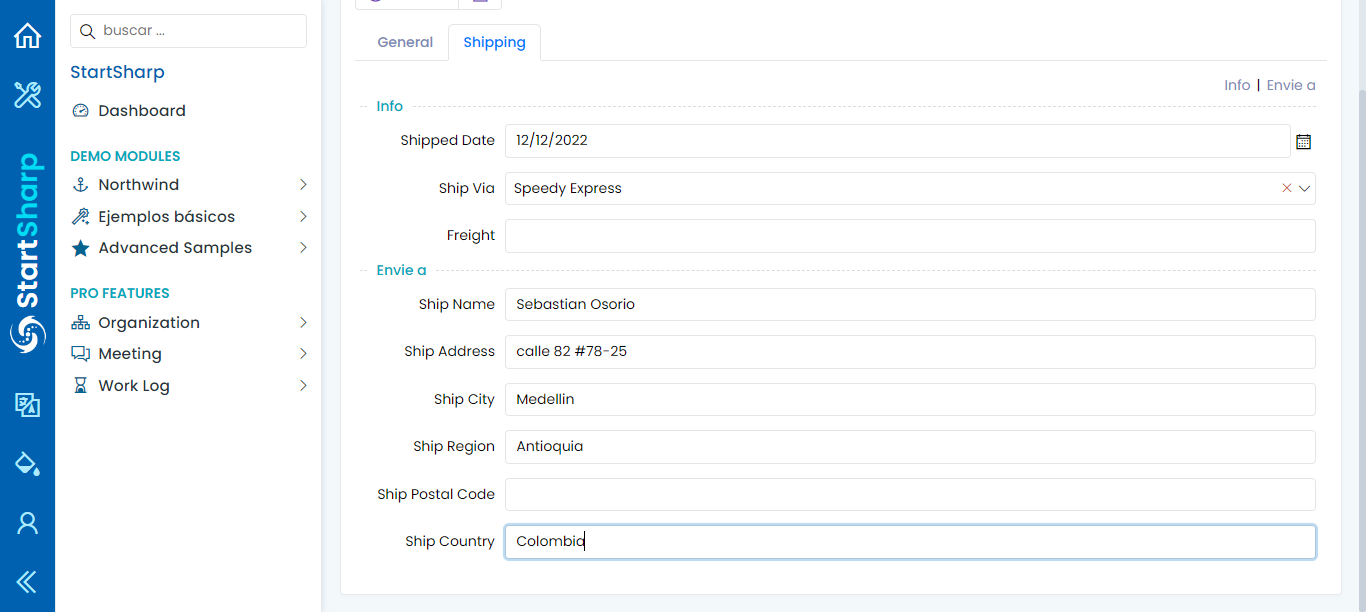 StartSharp
buscar ...
StartSharp
Dashboard
DEMO MODULES
Northwind
Ejemplos básicos
Advanced Samples
PRO FEATURES
Organization
Meeting
Work Log
General
Shipping
Info | Envie a
Info
Shipped Date 12/12/2022
Ship Via Speedy Express
Freight
Envie a
Ship Name Sebastian Osorio
Ship Address calle 82 #78-25
Ship City Medellin
Ship Region Antioquia
Ship Postal Code
Ship Country Colombia